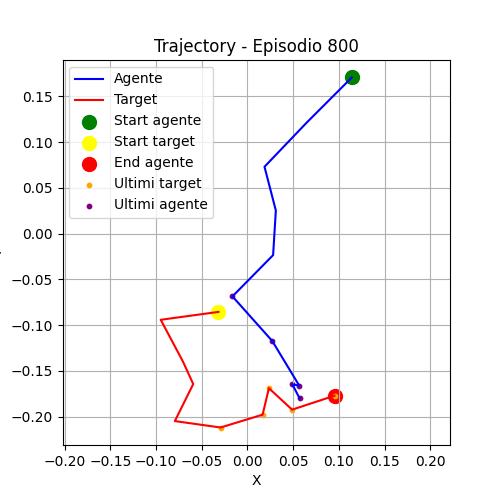 Trajectory - Episodio 800
Agente
Target
Start agente
Start target
End agente
Ultimi target
Ultimi agente
0.15
0.10
0.05
0.00
−0.05
−0.10
−0.15
−0.20
−0.20 −0.15 −0.10 −0.05 0.00 0.05 0.10 0.15 0.20
X